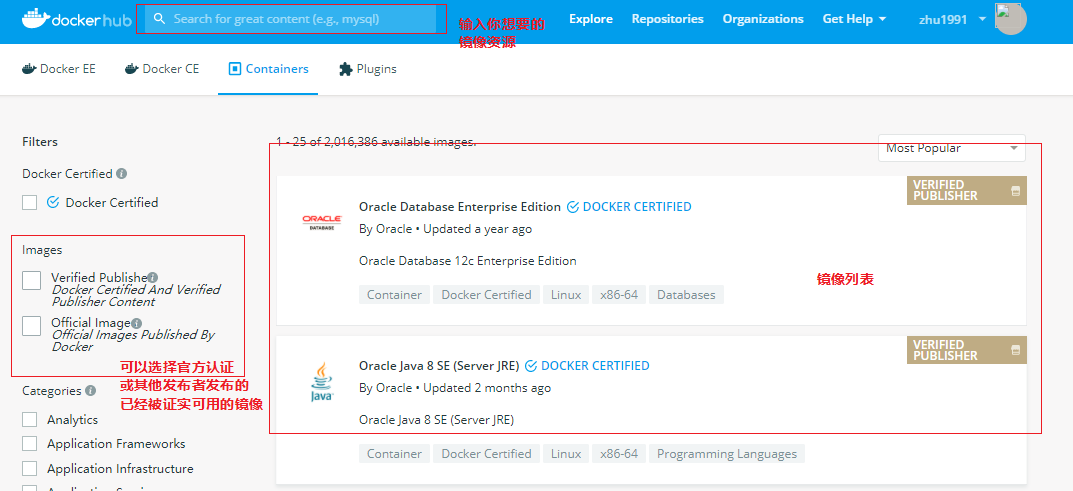 docker hub
Search for great content (e.g., mysql)
输入你想要的
镜像资源
Explore
Repositories
Organizations
Get Help
zhu1991
Docker EE
Docker CE
Containers
Plugins
Filters
Docker Certified
Docker Certified
Images
Verified Publishe
Docker Certified And Verified
Publisher Content
Official Image
Official Images Published By
Docker
可以选择官方认证
或其他发布者发布的
已经被证实可用的镜像
Categories
Analytics
Application Frameworks
Application Infrastructure
1 - 25 of 2,016,386 available images.
Most Popular
VERIFIED
PUBLISHER
ORACLE
DATABASE
Oracle Database Enterprise Edition DOCKER CERTIFIED
By Oracle • Updated a year ago
Oracle Database 12c Enterprise Edition
镜像列表
Container Docker Certified Linux x86-64 Databases
VERIFIED
PUBLISHER
Java
Oracle Java 8 SE (Server JRE) DOCKER CERTIFIED
By Oracle • Updated 2 months ago
Oracle Java 8 SE (Server JRE)
Container Docker Certified Linux x86-64 Programming Languages